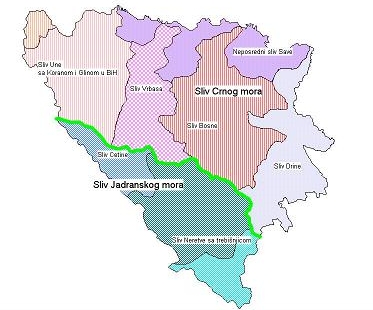 Neposredni sliv Save
Sliv Une
sa Koranom i Glinom u BiH
Sliv Vrbasa
Sliv Crnog mora
Sliv Bosne
Sliv Cetine
Sliv Drine
Sliv Jadranskog mora
Sliv Neretve sa trebišnjicom